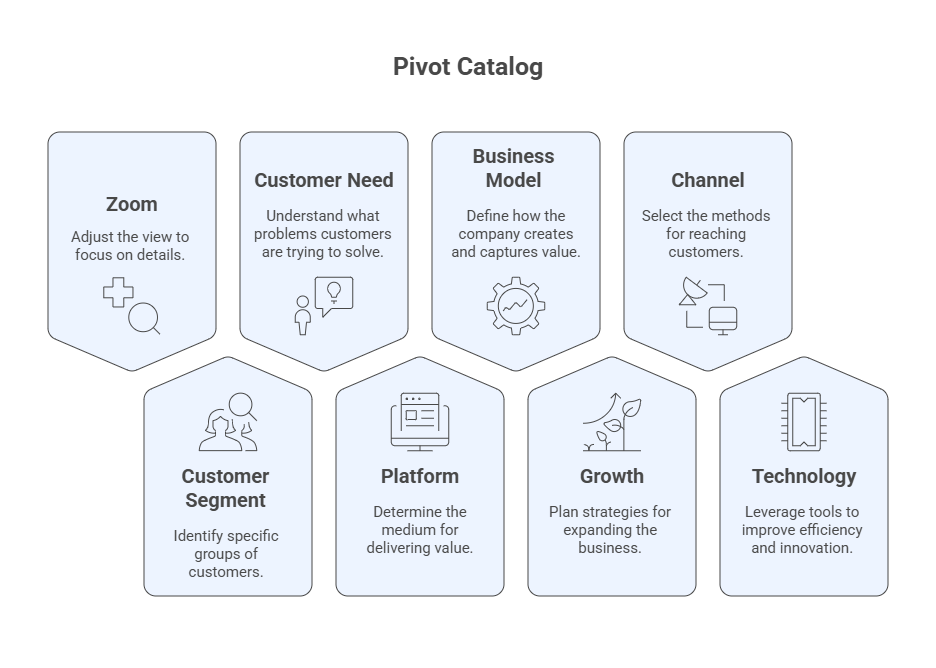 Pivot Catalog
Zoom
Adjust the view to
focus on details.
Customer Need
Understand what
problems customers
are trying to solve.
Business
Model
Define how the
company creates
and captures value.
Channel
Select the methods
for reaching
customers.
Customer
Segment
Identify specific
groups of
customers.
Platform
Determine the
medium for
delivering value.
Growth
Plan strategies for
expanding the
business.
Technology
Leverage tools to
improve efficiency
and innovation.